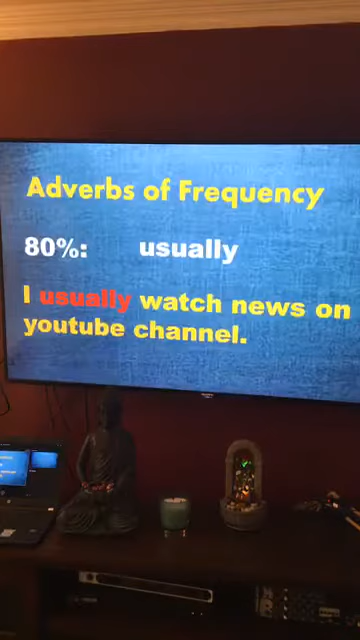 Adverbs of Frequency
80%: usually
I usually watch news on
youtube channel.